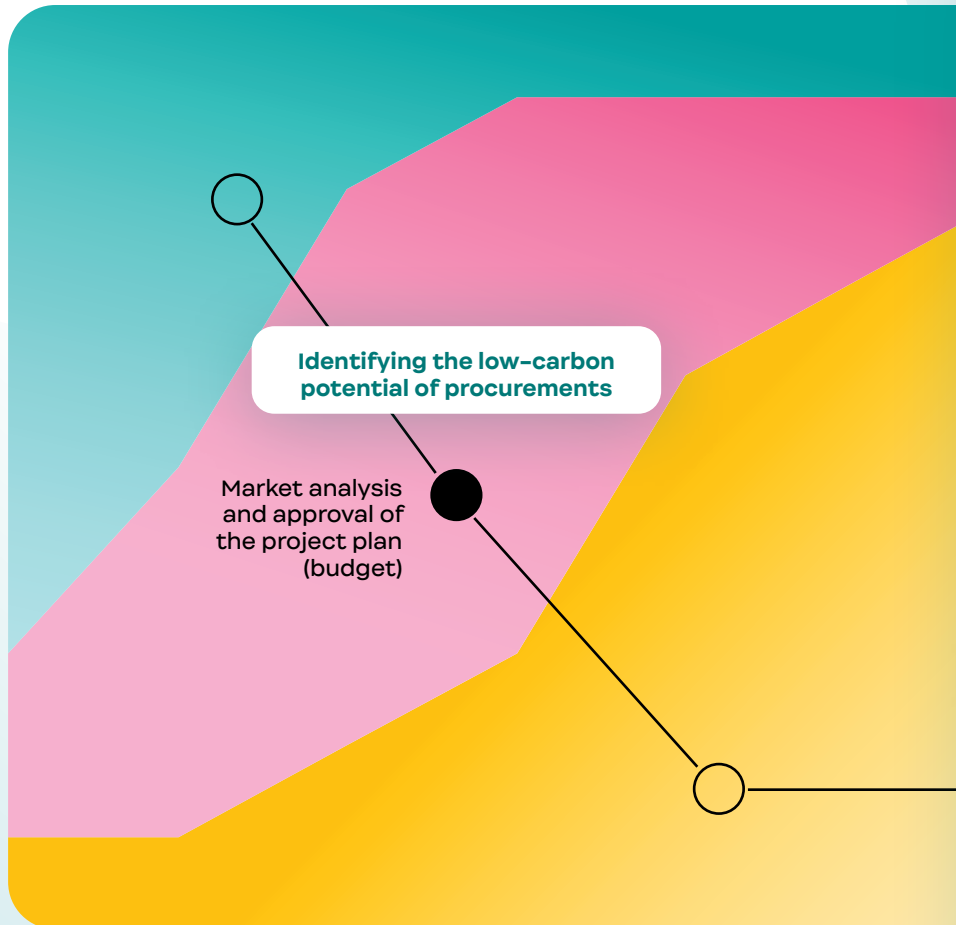 Identifying the low-carbon
potential of procurements
Market analysis
and approval of
the project plan
(budget)